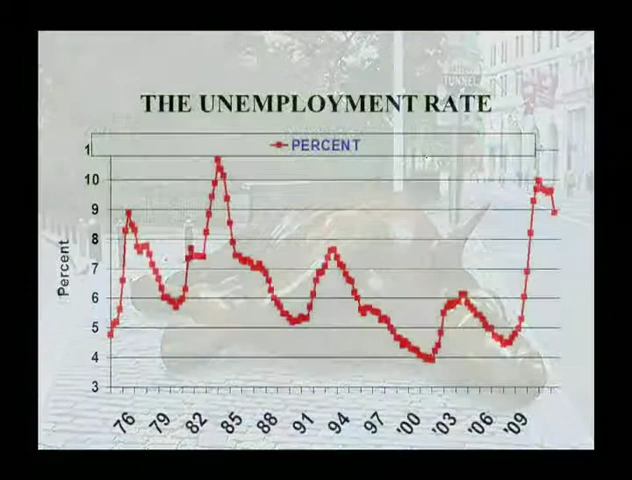 THE UNEMPLOYMENT RATE
PERCENT
Percent
10
9
8
7
6
5
4
3
76 79 82 85 88 91 94 97 '00 '03 '06 '09
TUNNEL